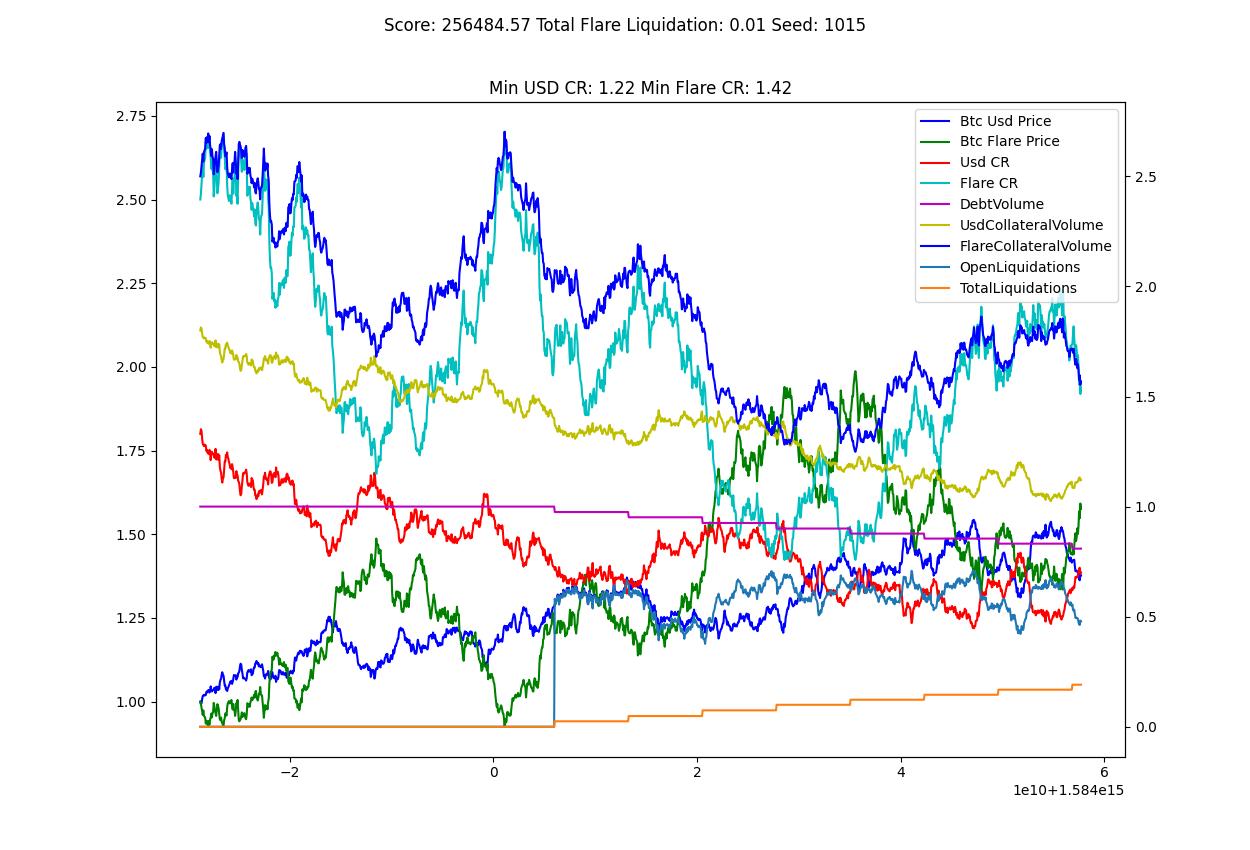 Score: 256484.57 Total Flare Liquidation: 0.01 Seed: 1015
Min USD CR: 1.22 Min Flare CR: 1.42
2.75
2.50
2.25
2.00
1.75
1.50
1.25
1.00
Btc Usd Price
Btc Flare Price
Usd CR
Flare CR
DebtVolume
UsdCollateralVolume
FlareCollateralVolume
OpenLiquidations
TotalLiquidations
2.5
2.0
1.5
1.0
0.5
0.0
−2 0 2 4 6
1e10+1.584e15